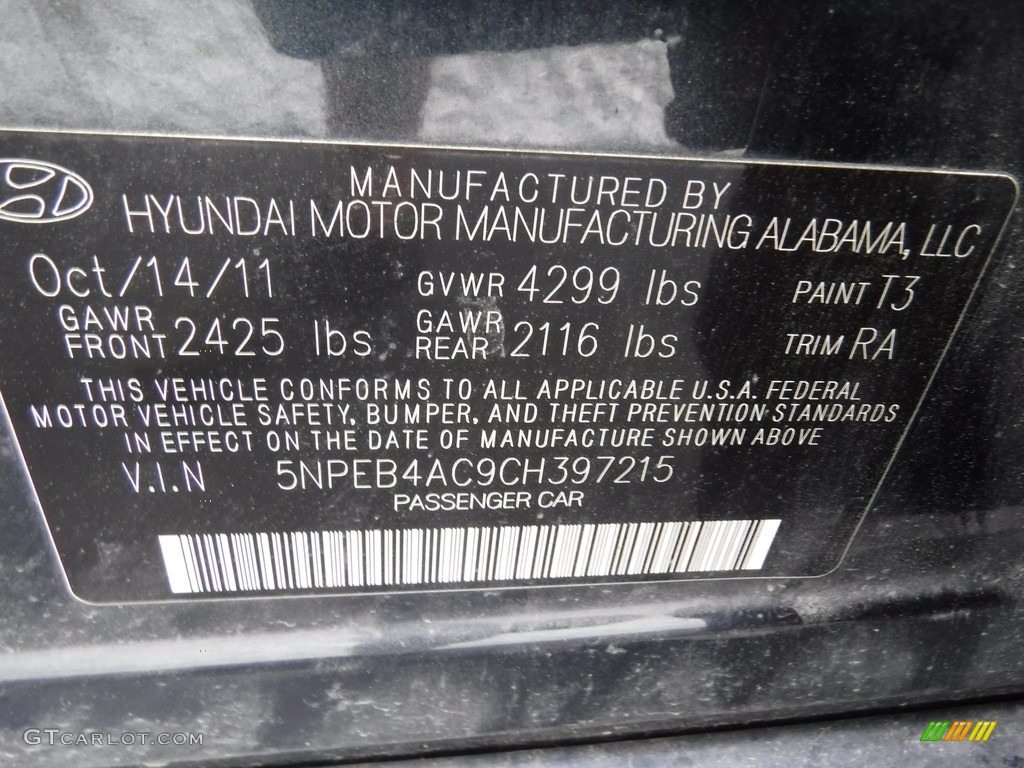 MANUFACTURED BY
HYUNDAI MOTOR MANUFACTURING ALABAMA, LLC
Oct/14/11 GVWR 4299 lbs PAINT T3
GAWR FRONT 2425 lbs GAWR REAR 2116 lbs TRIM RA
THIS VEHICLE CONFORMS TO ALL APPLICABLE U.S.A. FEDERAL
MOTOR VEHICLE SAFETY, BUMPER, AND THEFT PREVENTION STANDARDS
IN EFFECT ON THE DATE OF MANUFACTURE SHOWN ABOVE
V.I.N 5NPEB4AC9CH397215
PASSENGER CAR
GTCARLOT.COM